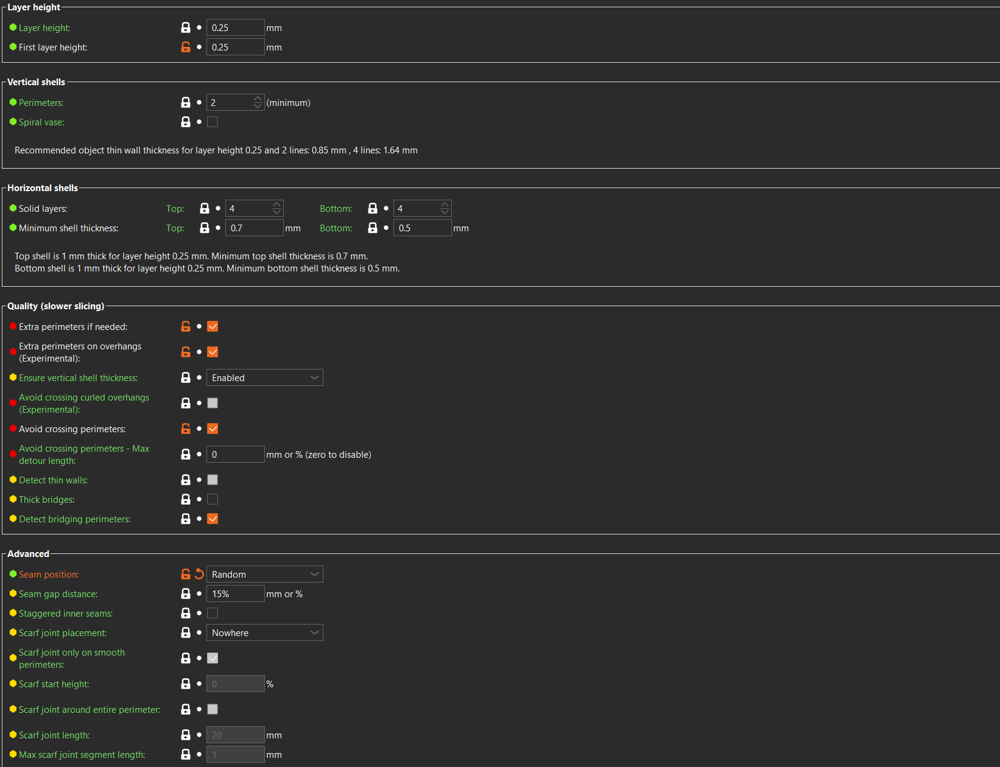 Layer height
Layer height: 0.25 mm
First layer height: 0.25 mm
Vertical shells
Perimeters: 2 (minimum)
Spiral vase:
Recommended object thin wall thickness for layer height 0.25 and 2 lines: 0.85 mm , 4 lines: 1.64 mm
Horizontal shells
Solid layers: Top: 4 Bottom: 4
Minimum shell thickness: Top: 0.7 mm Bottom: 0.5 mm
Top shell is 1 mm thick for layer height 0.25 mm. Minimum top shell thickness is 0.7 mm.
Bottom shell is 1 mm thick for layer height 0.25 mm. Minimum bottom shell thickness is 0.5 mm.
Quality (slower slicing)
Extra perimeters if needed:
Extra perimeters on overhangs
(Experimental):
Ensure vertical shell thickness: Enabled
Avoid crossing curled overhangs
(Experimental):
Avoid crossing perimeters:
Avoid crossing perimeters - Max
detour length: 0 mm or % (zero to disable)
Detect thin walls:
Thick bridges:
Detect bridging perimeters:
Advanced
Seam position: Random
Seam gap distance: 15% mm or %
Staggered inner seams:
Scarf joint placement: Nowhere
Scarf joint only on smooth
perimeters:
Scarf start height: 0 %
Scarf joint around entire perimeter:
Scarf joint length: 20 mm
Max scarf joint segment length: 1 mm